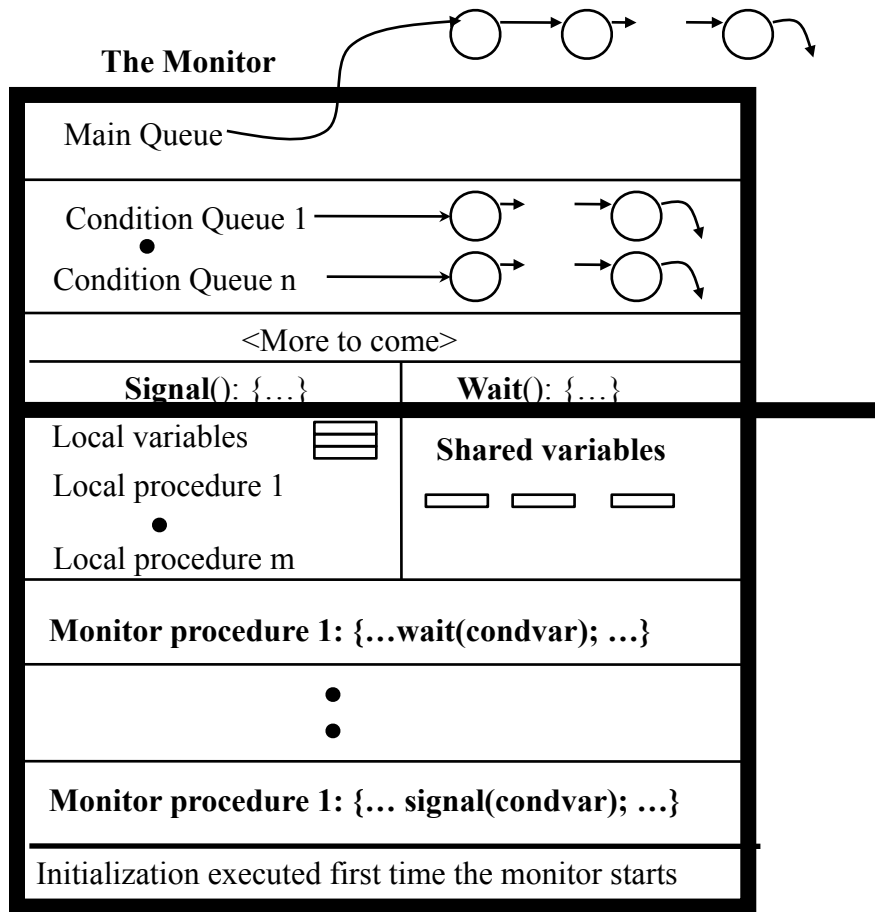 The Monitor
Main Queue
Condition Queue 1
Condition Queue n
<More to come>
Signal(): {…}
Wait(): {…}
Local variables
Shared variables
Local procedure 1
Local procedure m
Monitor procedure 1: {…wait(condvar); …}
Monitor procedure 1: {… signal(condvar); …}
Initialization executed first time the monitor starts